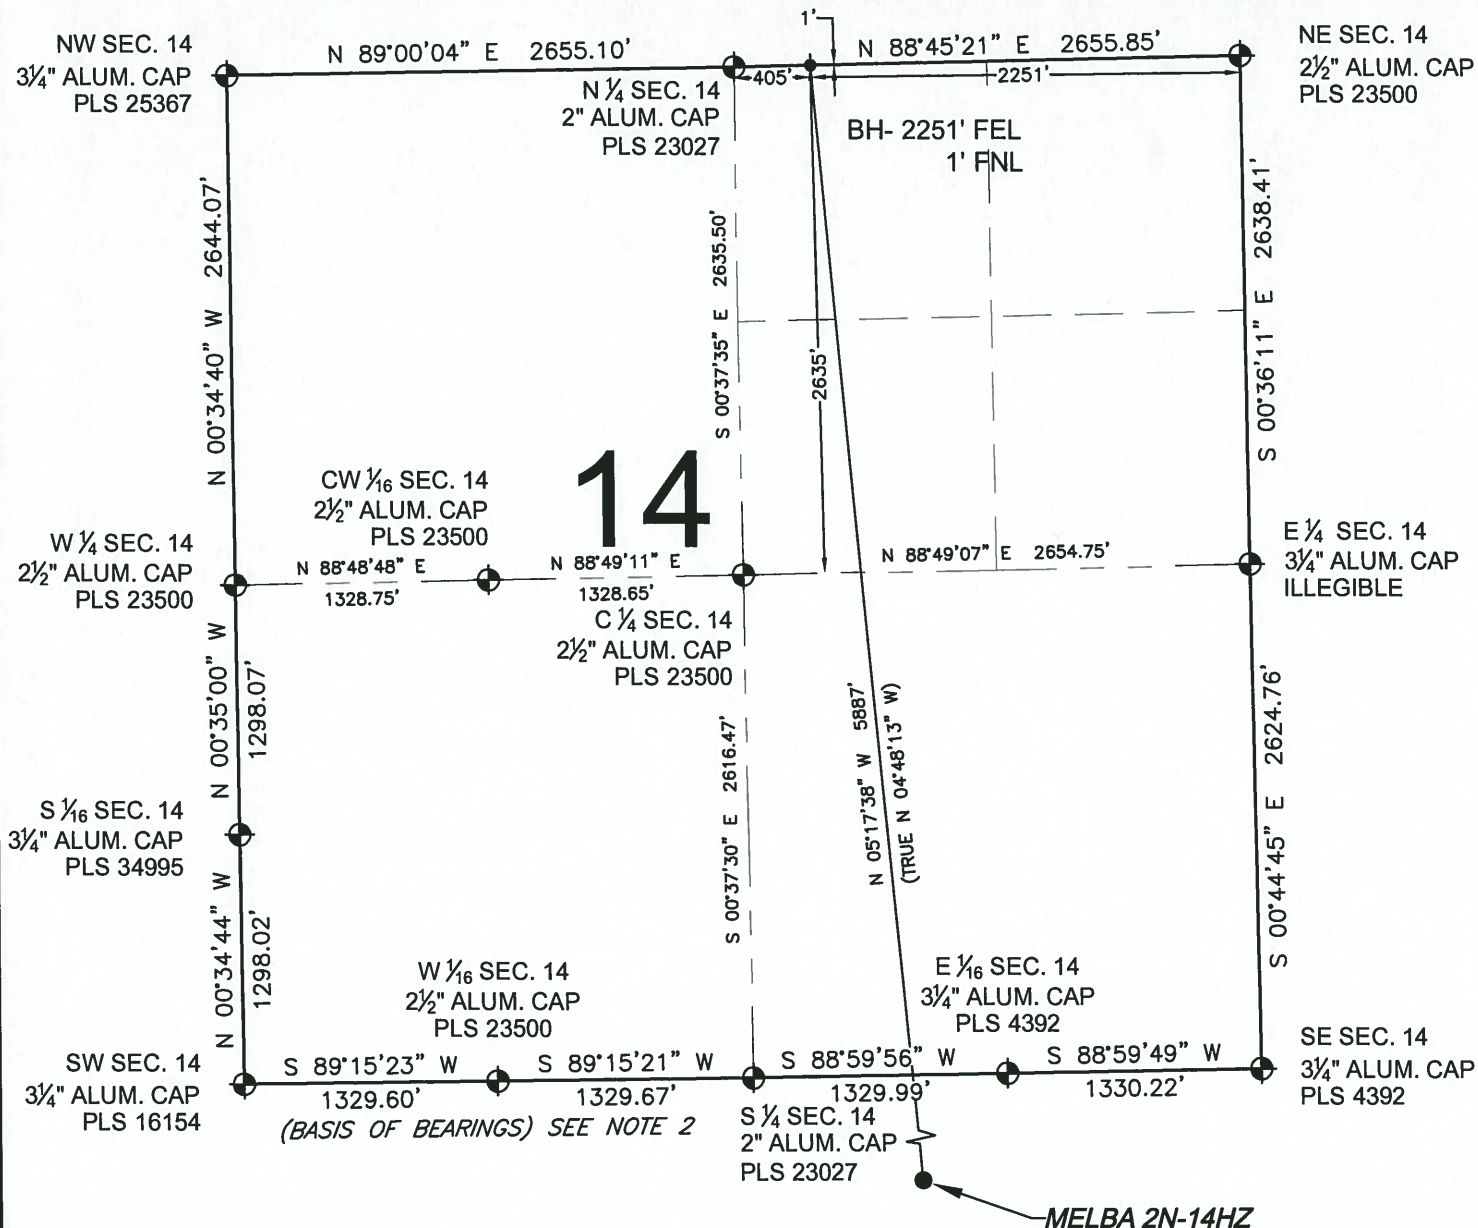 1'
NW SEC. 14
3¼" ALUM. CAP
PLS 25367
N 89°00'04" E 2655.10'
N 88°45'21" E 2655.85'
NE SEC. 14
2½" ALUM. CAP
PLS 23500
405'
2251'
N ¼ SEC. 14
2" ALUM. CAP
PLS 23027
BH- 2251' FEL
1' FNL
N 00°34'40" W 2644.07'
S 00°37'35" E 2635.50'
2635'
S 00°36'11" E 2638.41'
14
CW 1⁄16 SEC. 14
2½" ALUM. CAP
PLS 23500
W ¼ SEC. 14
2½" ALUM. CAP
PLS 23500
N 88°48'48" E
1328.75'
N 88°49'11" E
1328.65'
N 88°49'07" E 2654.75'
E ¼ SEC. 14
3¼" ALUM. CAP
ILLEGIBLE
C ¼ SEC. 14
2½" ALUM. CAP
PLS 23500
N 00°35'00" W
1298.07'
S 00°37'30" E 2616.47'
N 05°17'38" W 5887'
(TRUE N 04°48'13" W)
S 00°44'45" E 2624.76'
S 1⁄16 SEC. 14
3¼" ALUM. CAP
PLS 34995
N 00°34'44" W
1298.02'
W 1⁄16 SEC. 14
2½" ALUM. CAP
PLS 23500
E 1⁄16 SEC. 14
3¼" ALUM. CAP
PLS 4392
SW SEC. 14
3¼" ALUM. CAP
PLS 16154
S 89°15'23" W
1329.60'
S 89°15'21" W
1329.67'
S 88°59'56" W
1329.99'
S 88°59'49" W
1330.22'
SE SEC. 14
3¼" ALUM. CAP
PLS 4392
(BASIS OF BEARINGS) SEE NOTE 2
S ¼ SEC. 14
2" ALUM. CAP
PLS 23027
MELBA 2N-14HZ